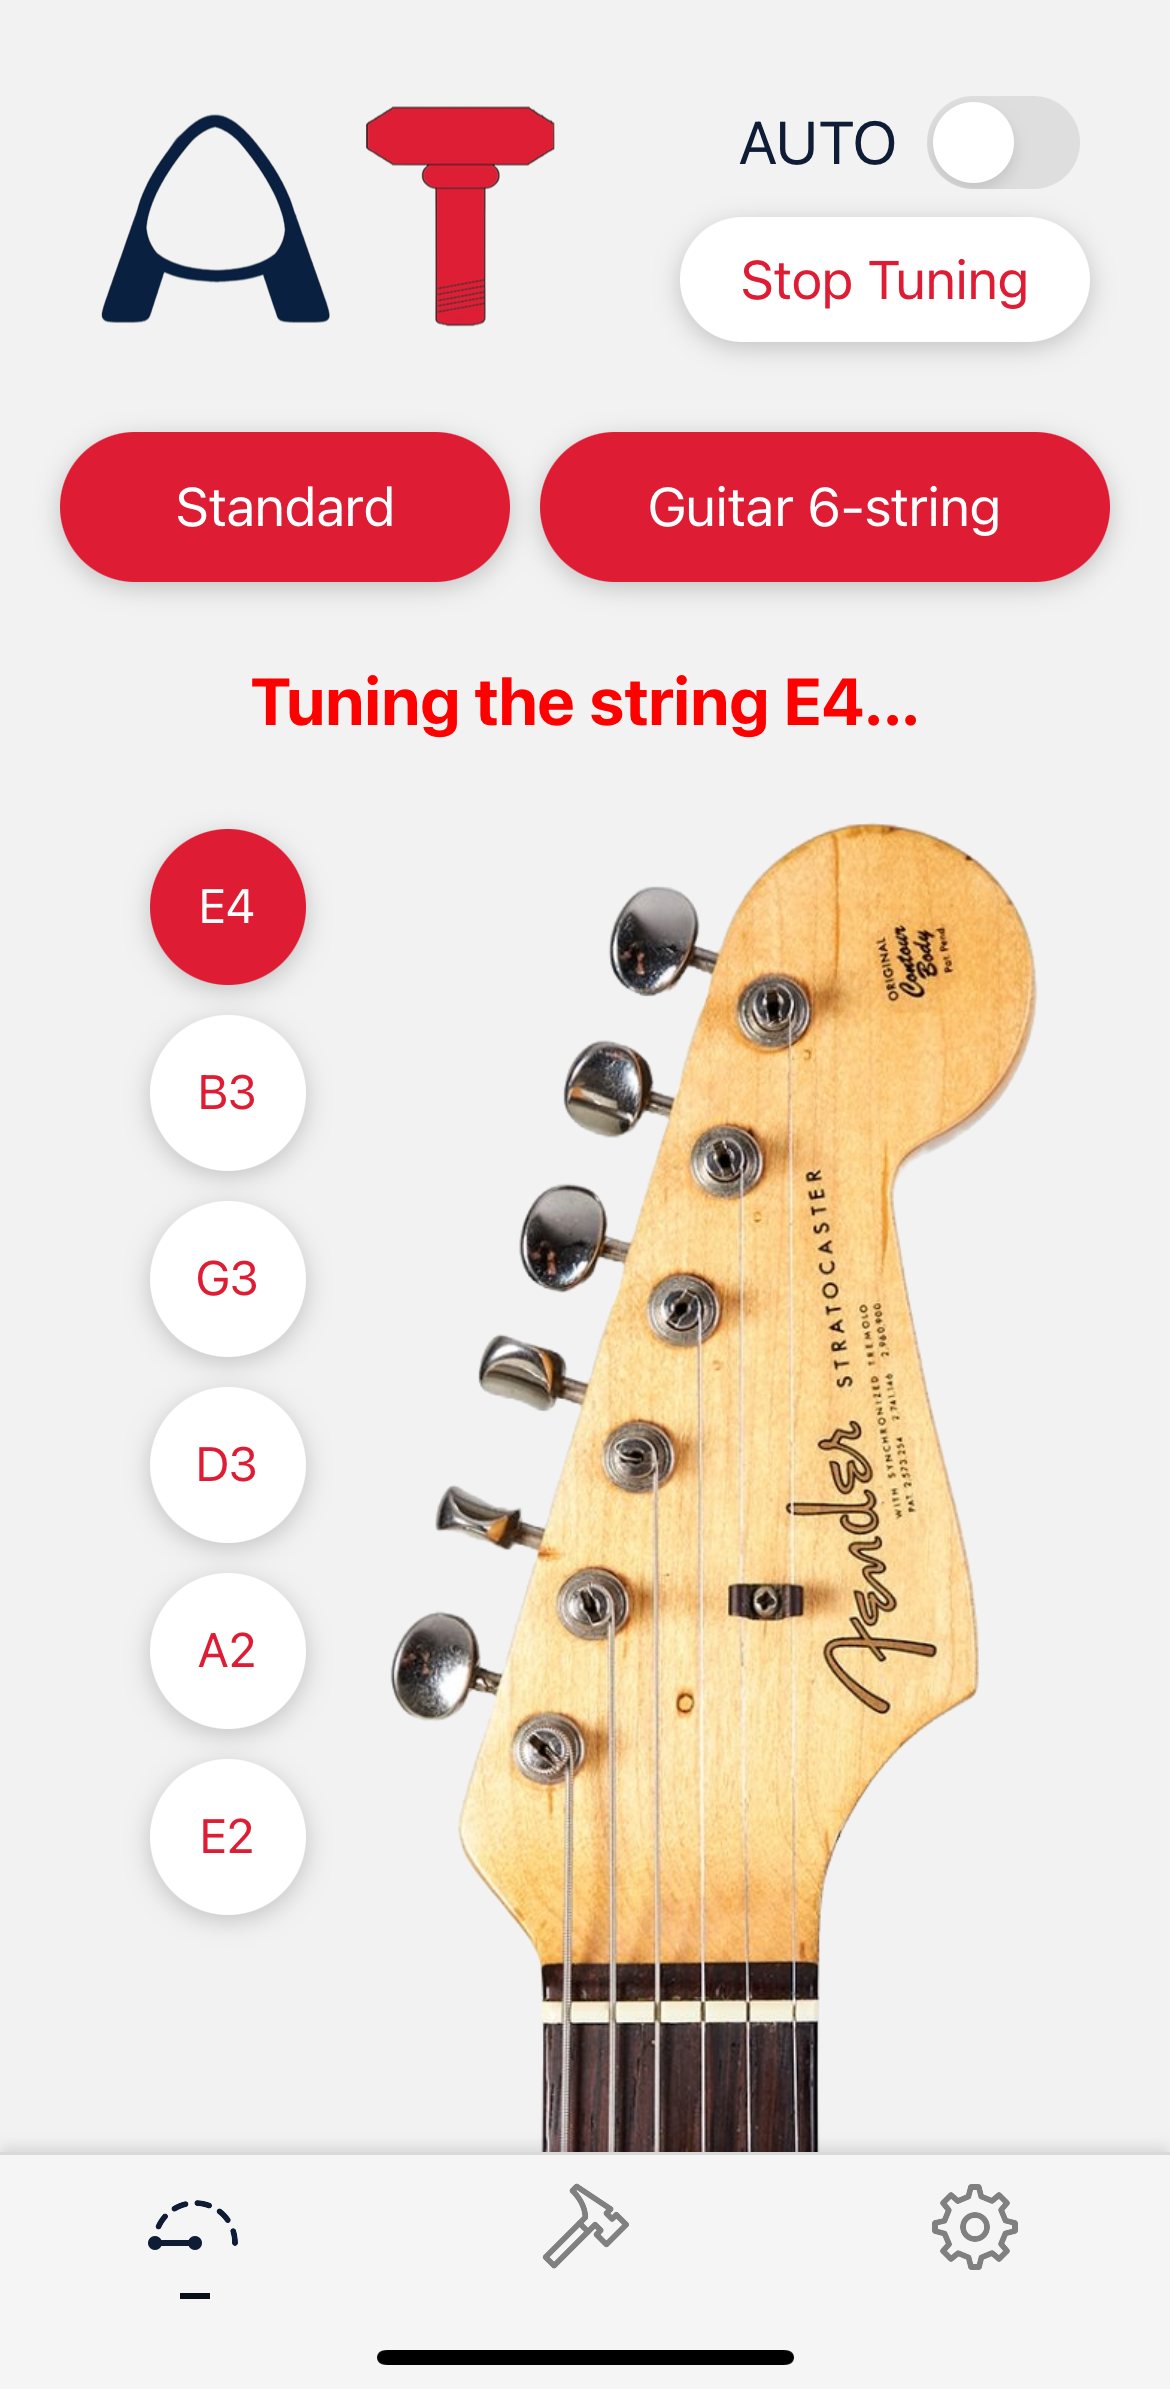 AT
AUTO
Stop Tuning
Standard
Guitar 6-string
Tuning the string E4...
E4
B3
G3
D3
A2
E2
ORIGINAL
Contour
Body
Pat. Pend.
Fender STRATOCASTER
WITH SYNCHRONIZED TREMOLO
PAT. 2,573,254 2,741,146 2,960,900